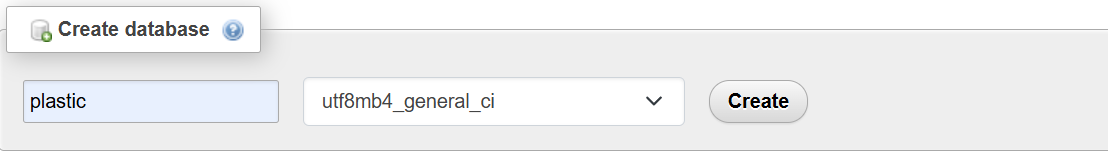 Create database
plastic
utf8mb4_general_ci
Create